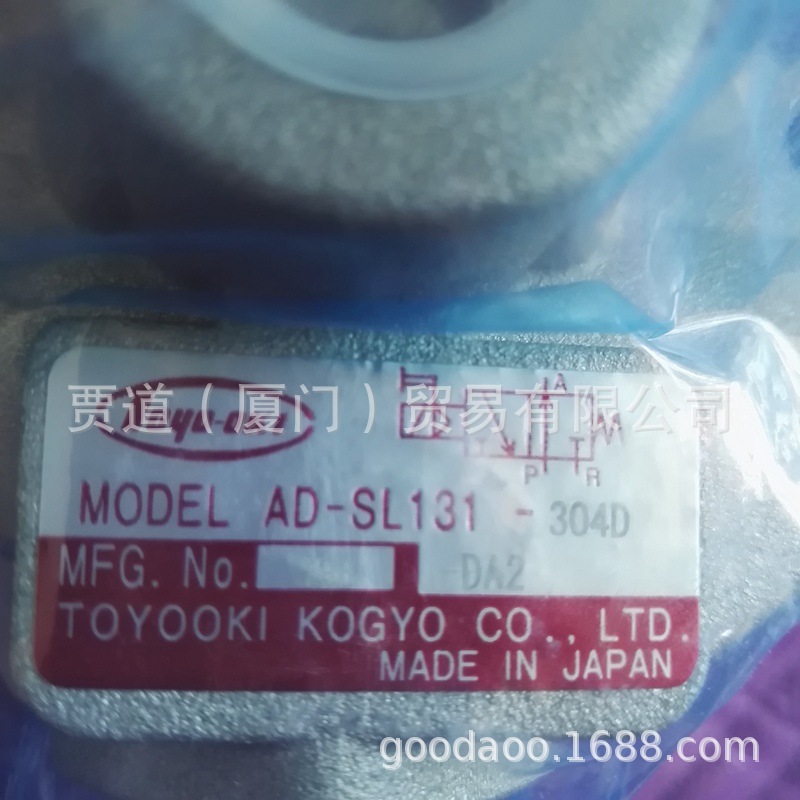 A
贾道（厦门）贸易有限公司
P R
MODEL AD-SL131 - 304D
MFG. No. -DA2
TOYOOKI KOGYO CO., LTD.
MADE IN JAPAN
goodaoo.1688.com